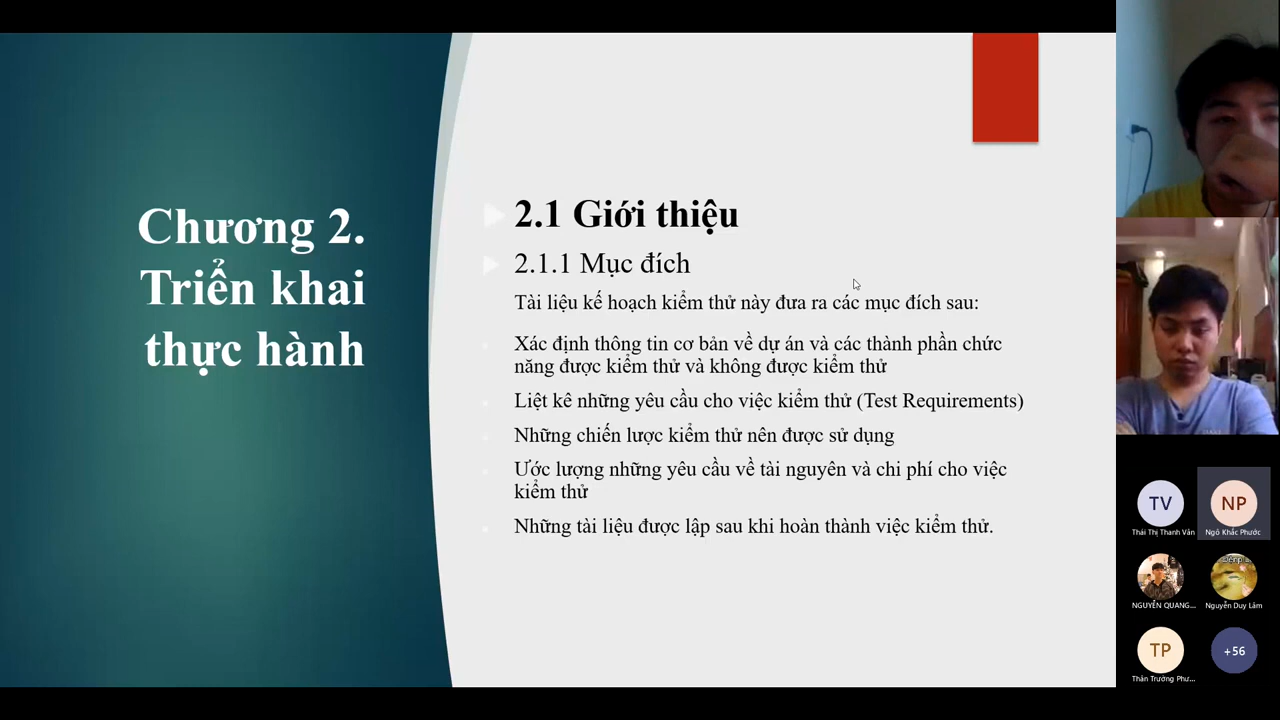 Chương 2.
Triển khai
thực hành
2.1 Giới thiệu
2.1.1 Mục đích
Tài liệu kế hoạch kiểm thử này đưa ra các mục đích sau:
Xác định thông tin cơ bản về dự án và các thành phần chức
năng được kiểm thử và không được kiểm thử
Liệt kê những yêu cầu cho việc kiểm thử (Test Requirements)
Những chiến lược kiểm thử nên được sử dụng
Ước lượng những yêu cầu về tài nguyên và chi phí cho việc
kiểm thử
Những tài liệu được lập sau khi hoàn thành việc kiểm thử.
TV
NP
Thái Thị Thanh Vân
Ngô Khắc Phước
NGUYỄN QUANG...
Nguyễn Duy Lâm
TP
+56
Thân Trường Phư...